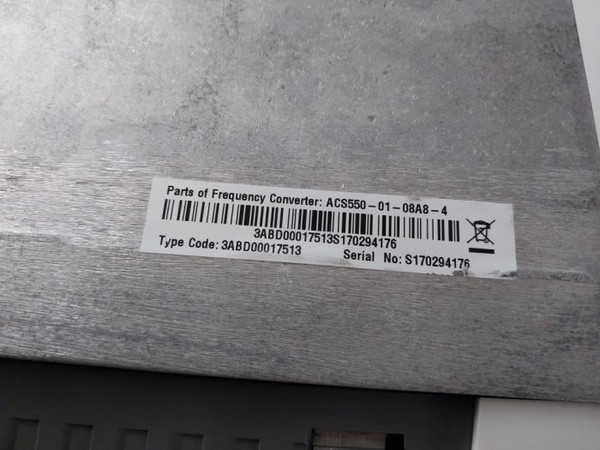 Parts of Frequency Converter: ACS550-01-08A8-4
3ABD00017513S170294176
Type Code: 3ABD00017513 Serial No: S170294176